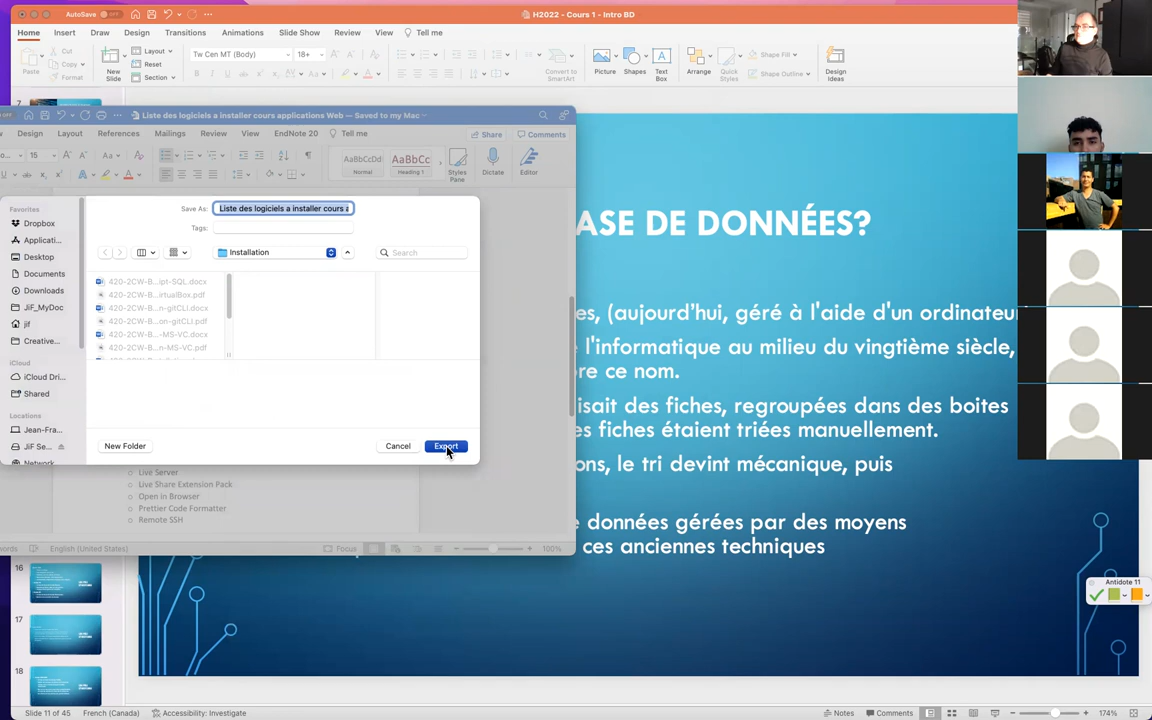 AutoSave OFF
H2022 - Cours 1 - Intro BD
Home Insert Draw Design Transitions Animations Slide Show Review View Tell me
Paste Cut Copy Format
New Slide Layout Reset Section
Tw Cen MT (Body) 18+
Convert to SmartArt
Picture Shapes Text Box Arrange Quick Styles Shape Fill Shape Outline Design Ideas
7
Liste des logiciels a installer cours applications Web — Saved to my Mac
Design Layout References Mailings Review View EndNote 20 Tell me Share Comments
15
AaBbCcDd Normal AaBbCc Heading 1 Styles Pane Dictate Editor
Save As: Liste des logiciels a installer cours a
Tags:
Installation
Search
Favorites
Dropbox
Applicati...
Desktop
Documents
Downloads
JiF_MyDoc
jif
Creative...
iCloud
iCloud Dri...
Shared
Locations
Jean-Fra...
JiF Se...
Network
420-2CW-B...ipt-SQL.docx
420-2CW-B...irtualBox.pdf
420-2CW-B...n-gitCLI.docx
420-2CW-B...on-gitCLI.pdf
420-2CW-B...-MS-VC.docx
420-2CW-B...n-MS-VC.pdf
New Folder Cancel Export
Live Server
Live Share Extension Pack
Open in Browser
Prettier Code Formatter
Remote SSH
English (United States) Focus 100%
ASE DE DONNÉES?
es, (aujourd'hui, géré à l'aide d'un ordinateur
l'informatique au milieu du vingtième siècle,
re ce nom.
isait des fiches, regroupées dans des boites
es fiches étaient triées manuellement.
ons, le tri devint mécanique, puis
e données gérées par des moyens
ces anciennes techniques
Antidote 11
16
17
18
Slide 11 of 45 French (Canada) Accessibility: Investigate Notes Comments 174%